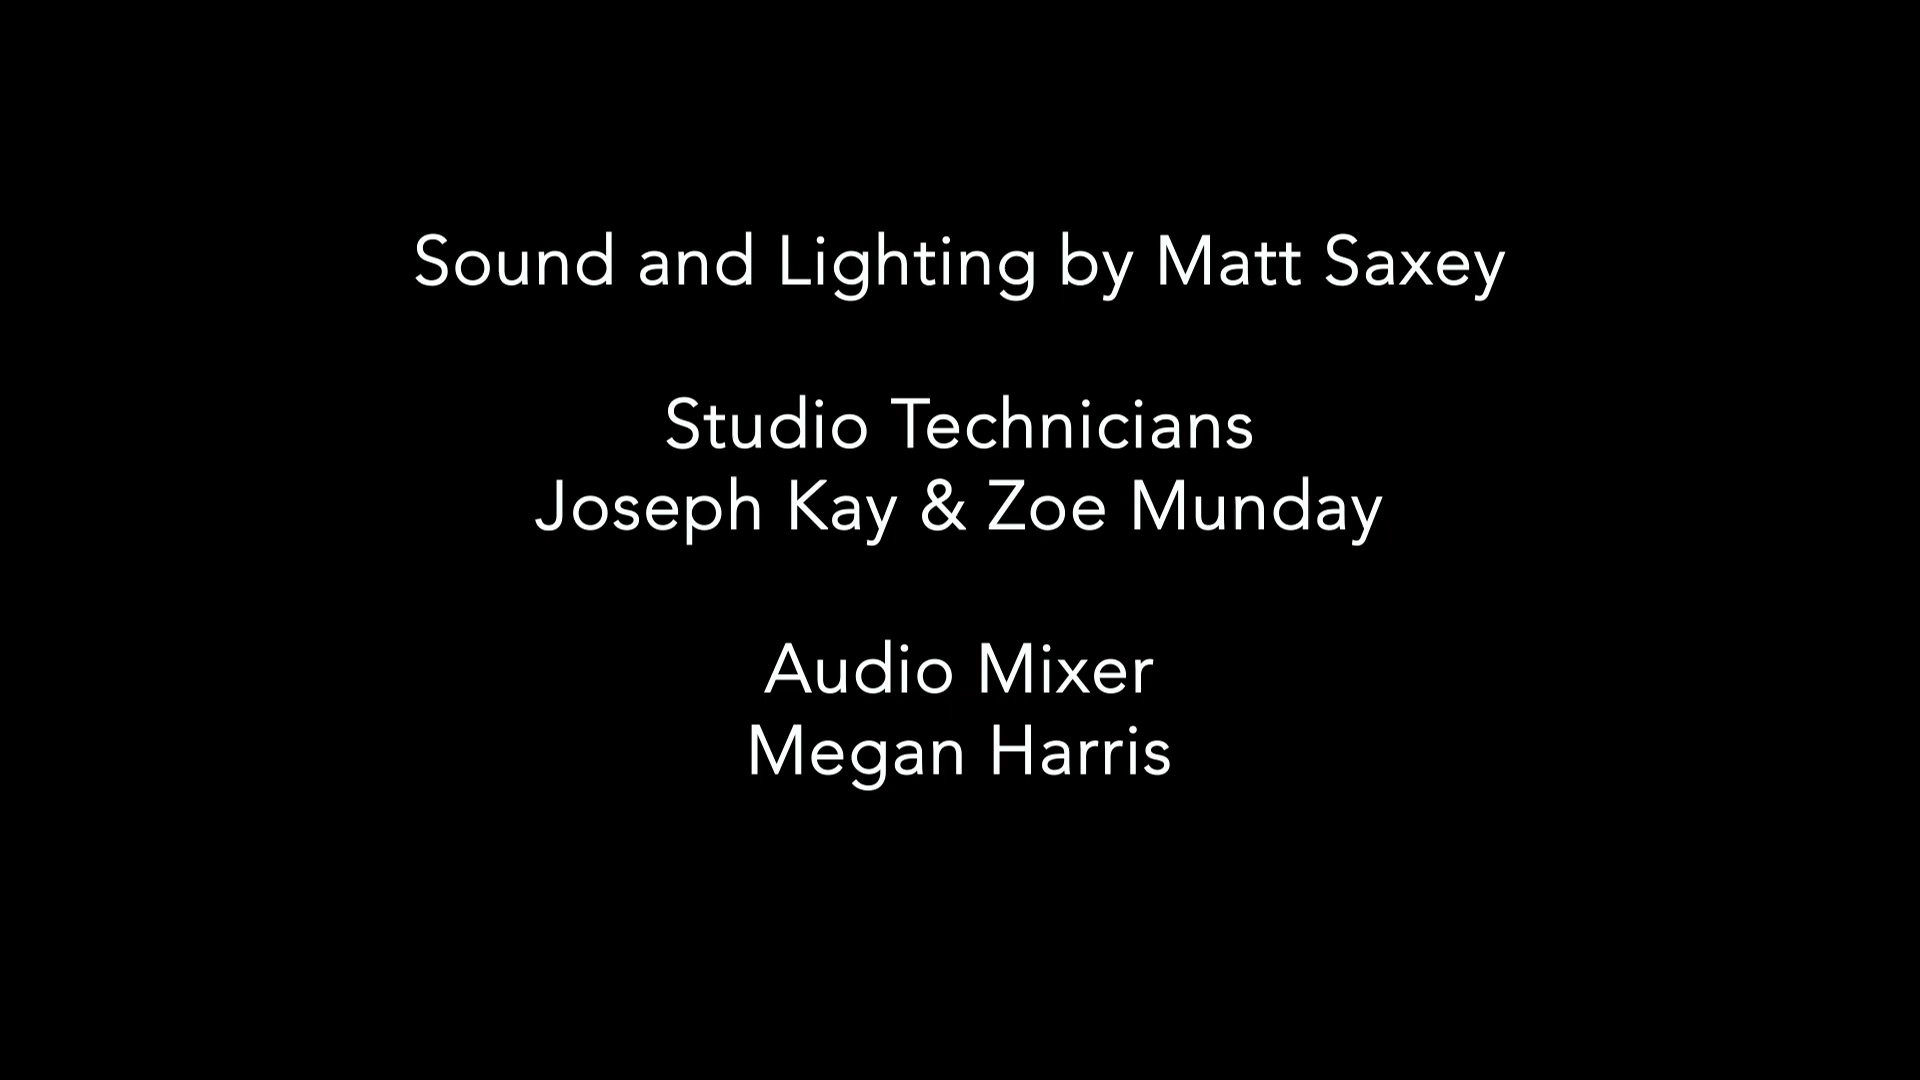 Sound and Lighting by Matt Saxey
Studio Technicians
Joseph Kay & Zoe Munday
Audio Mixer
Megan Harris